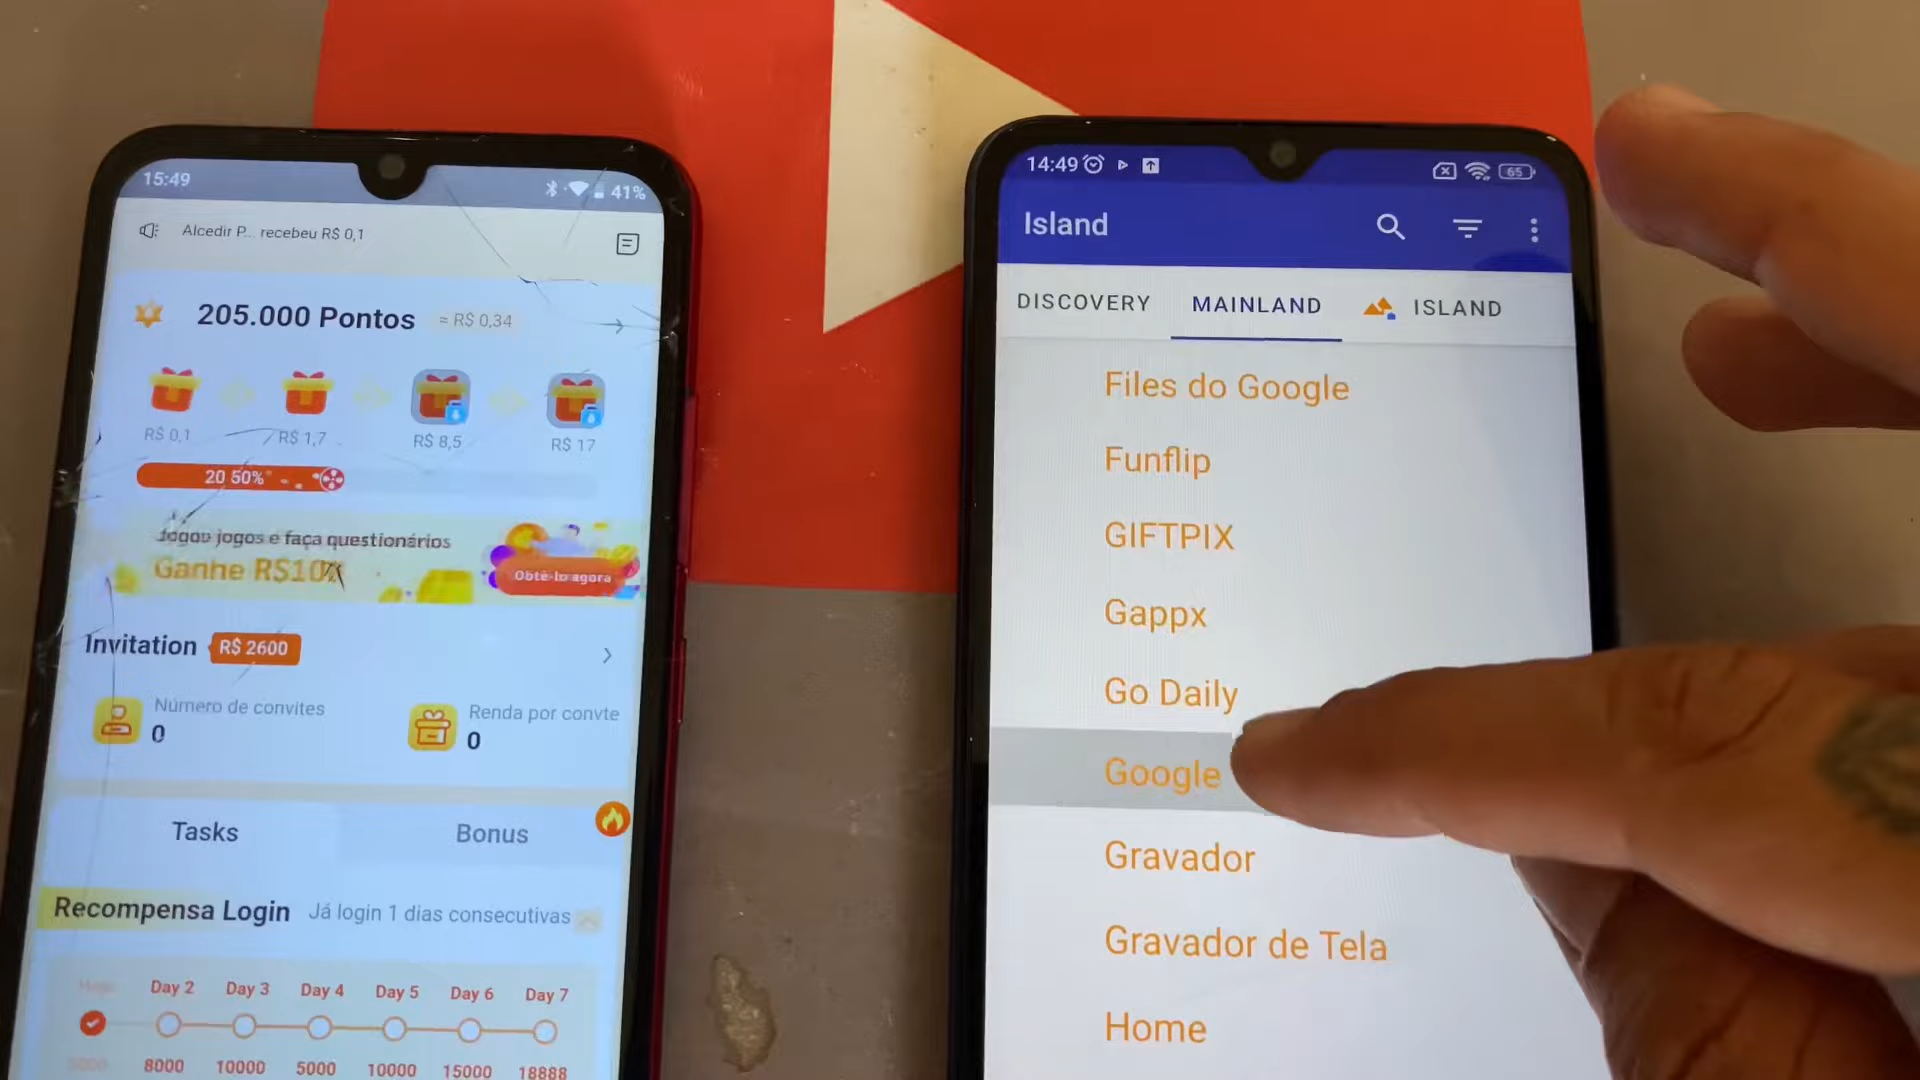 15:49
41%
Alcedir P... recebeu R$ 0,1
205.000 Pontos
= R$ 0,34
R$ 0,1
R$ 1,7
R$ 8,5
R$ 17
20 50%
Jogou jogos e faça questionários
Ganhe
Obtê-lo agora
Invitation
R$ 2600
Número de convites
0
Renda por convte
0
Tasks
Bonus
Recompensa Login
Já login 1 dias consecutivas
Day 2
Day 3
Day 4
Day 5
Day 6
Day 7
8000
10000
5000
10000
15000
18888
14:49
65
Island
DISCOVERY
MAINLAND
ISLAND
Files do Google
Funflip
GIFTPIX
Gappx
Go Daily
Google
Gravador
Gravador de Tela
Home